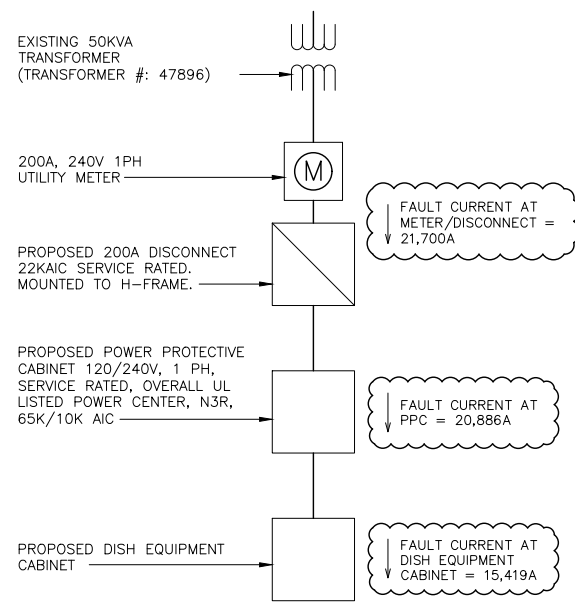 EXISTING 50KVA
TRANSFORMER
(TRANSFORMER #: 47896)
200A, 240V 1PH
UTILITY METER
M
FAULT CURRENT AT
METER/DISCONNECT =
21,700A
PROPOSED 200A DISCONNECT
22KAIC SERVICE RATED.
MOUNTED TO H-FRAME.
PROPOSED POWER PROTECTIVE
CABINET 120/240V, 1 PH,
SERVICE RATED, OVERALL UL
LISTED POWER CENTER, N3R,
65K/10K AIC
FAULT CURRENT AT
PPC = 20,886A
PROPOSED DISH EQUIPMENT
CABINET
FAULT CURRENT AT
DISH EQUIPMENT
CABINET = 15,419A